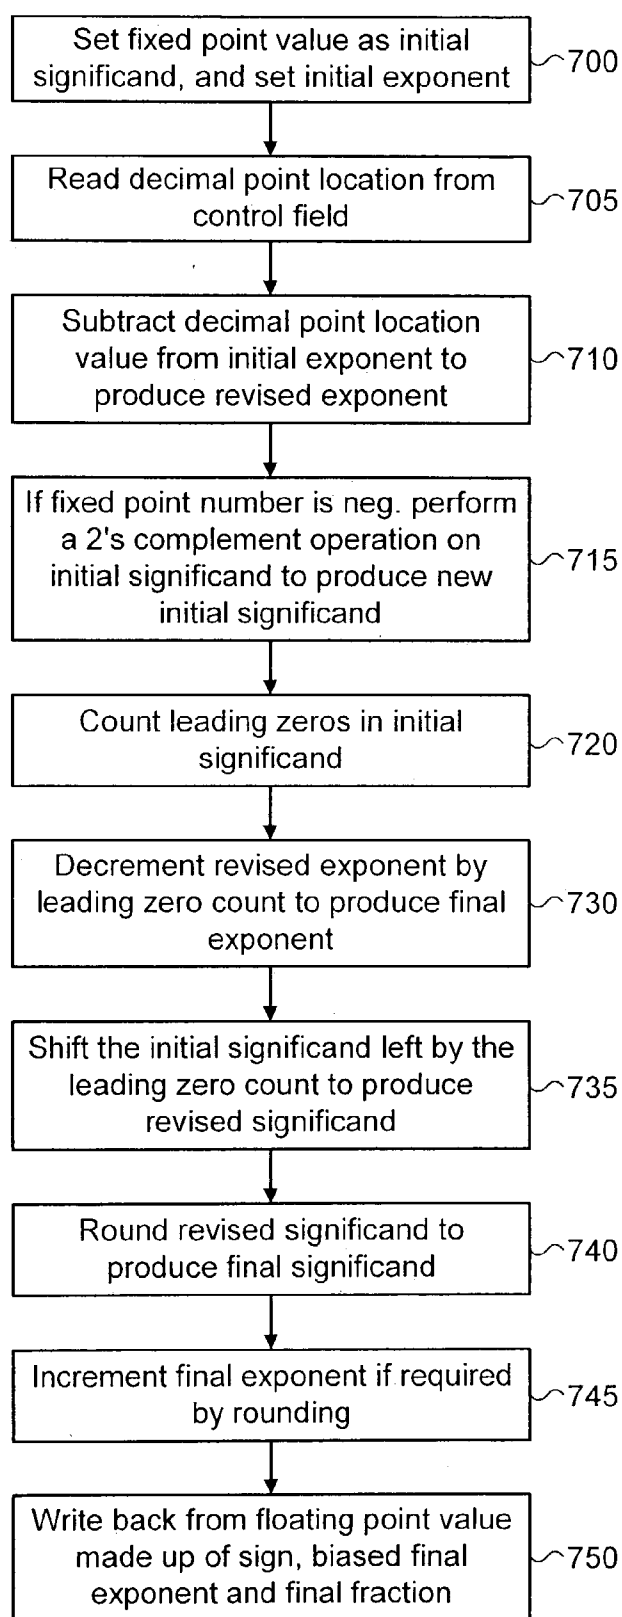 Set fixed point value as initial
significand, and set initial exponent
700
Read decimal point location from
control field
705
Subtract decimal point location
value from initial exponent to
produce revised exponent
710
If fixed point number is neg. perform
a 2's complement operation on
initial significand to produce new
initial significand
715
Count leading zeros in initial
significand
720
Decrement revised exponent by
leading zero count to produce final
exponent
730
Shift the initial significand left by the
leading zero count to produce
revised significand
735
Round revised significand to
produce final significand
740
Increment final exponent if required
by rounding
745
Write back from floating point value
made up of sign, biased final
exponent and final fraction
750